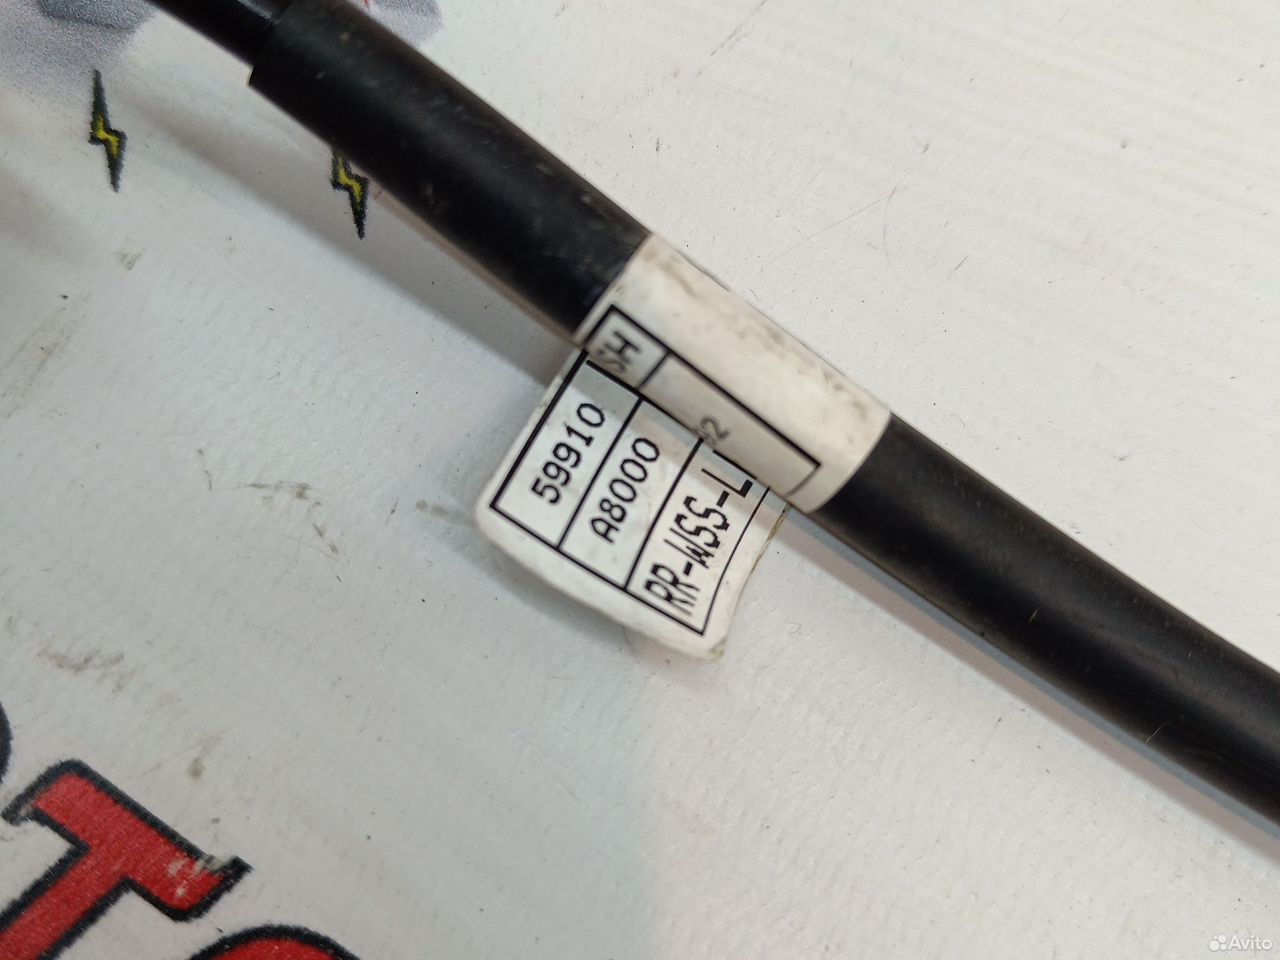 SH
59910
A8000
RR-WSS-L
Avito